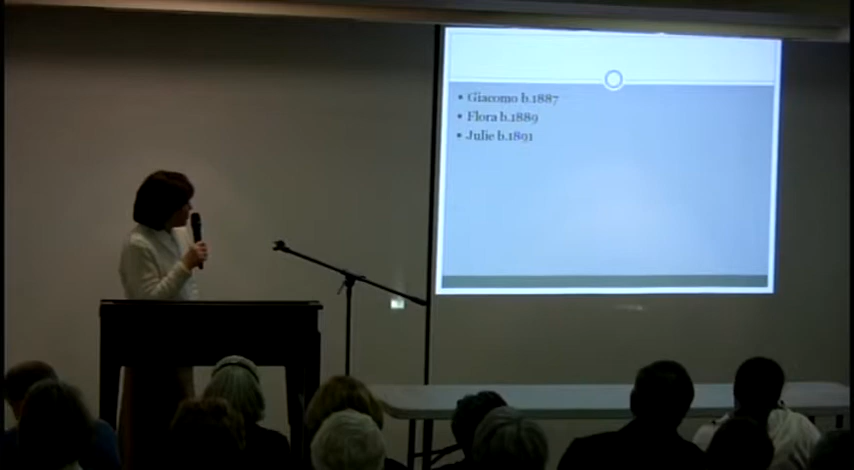 • Giacomo b.1887
• Flora b.1889
• Julie b.1891